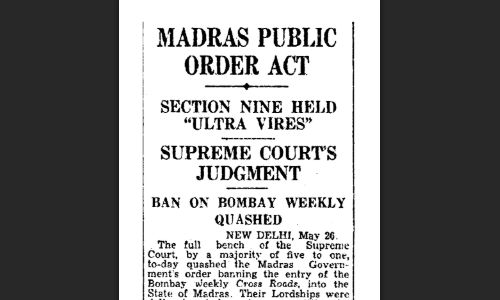 MADRAS PUBLIC
ORDER ACT
SECTION NINE HELD
"ULTRA VIRES"
SUPREME COURT'S
JUDGMENT
BAN ON BOMBAY WEEKLY
QUASHED
NEW DELHI, May 26.
The full bench of the Supreme
Court, by a majority of five to one,
to-day quashed the Madras Govern-
ment's order banning the entry of the
Bombay weekly Cross Roads, into the
State of Madras. Their Lordships were